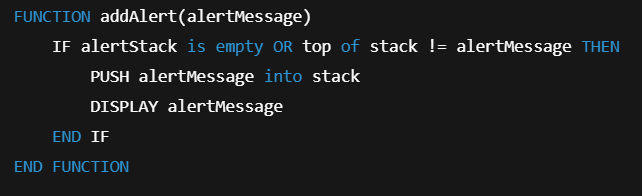 FUNCTION addAlert(alertMessage)
    IF alertStack is empty OR top of stack != alertMessage THEN
        PUSH alertMessage into stack
        DISPLAY alertMessage
    END IF
END FUNCTION